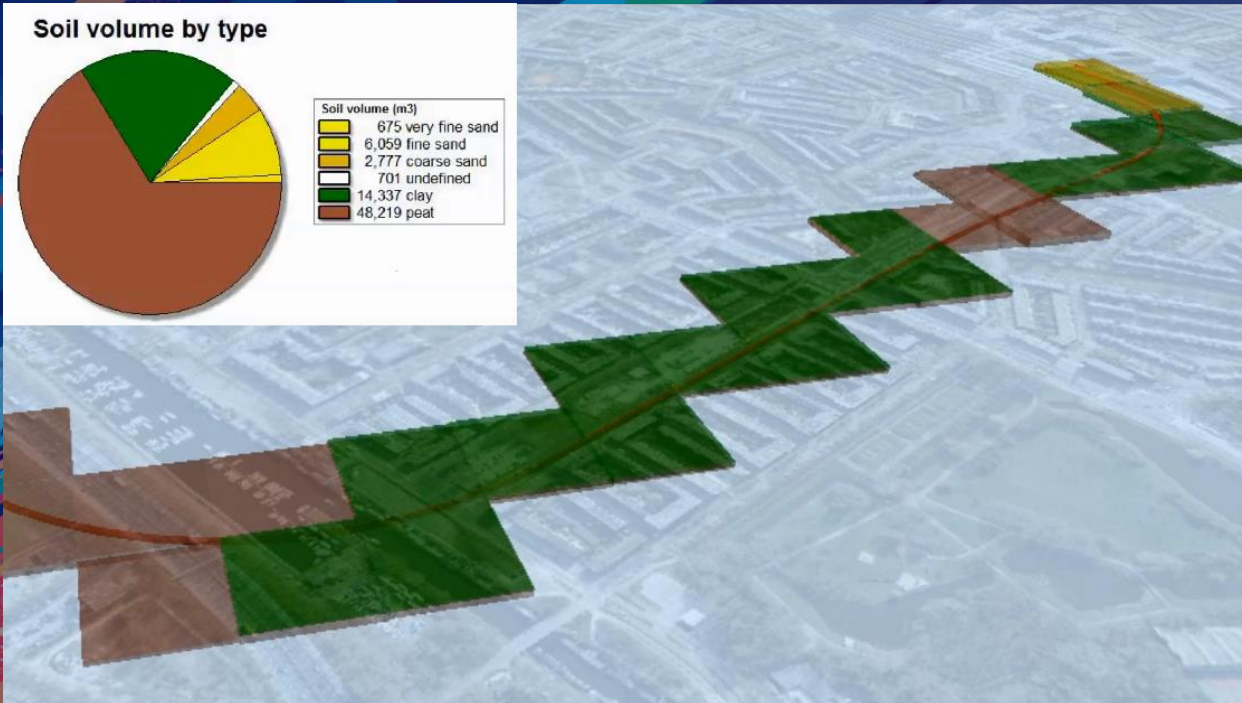 Soil volume by type
Soil volume (m3)
675 very fine sand
6,059 fine sand
2,777 coarse sand
701 undefined
14,337 clay
48,219 peat